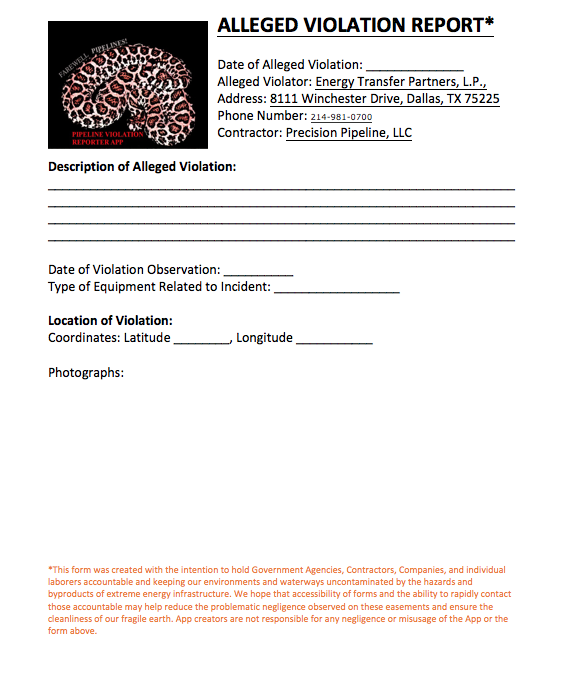 ALLEGED VIOLATION REPORT*
FAREWELL PIPELINES!
PIPELINE VIOLATION
REPORTER APP
Date of Alleged Violation: _______________
Alleged Violator: Energy Transfer Partners, L.P.,
Address: 8111 Winchester Drive, Dallas, TX 75225
Phone Number: 214-981-0700
Contractor: Precision Pipeline, LLC
Description of Alleged Violation:
Date of Violation Observation: __________
Type of Equipment Related to Incident: __________________
Location of Violation:
Coordinates: Latitude ________, Longitude ___________
Photographs:
*This form was created with the intention to hold Government Agencies, Contractors, Companies, and individual
laborers accountable and keeping our environments and waterways uncontaminated by the hazards and
byproducts of extreme energy infrastructure. We hope that accessibility of forms and the ability to rapidly contact
those accountable may help reduce the problematic negligence observed on these easements and ensure the
cleanliness of our fragile earth. App creators are not responsible for any negligence or misusage of the App or the
form above.